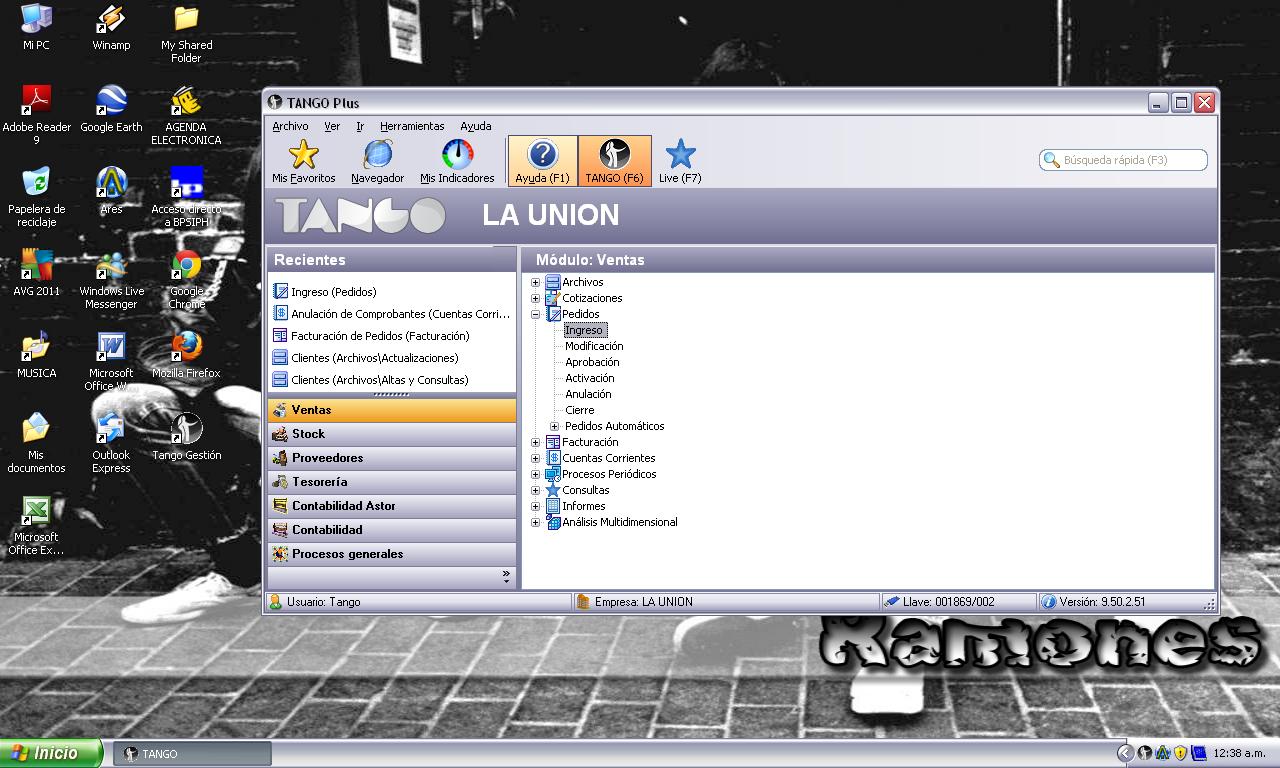 Mi PC
Winamp
My Shared
Folder
Adobe Reader
9
Google Earth
AGENDA
ELECTRONICA
Papelera de
reciclaje
Ares
Acceso directo
a BPSIPH
AVG 2011
Windows Live
Messenger
Google
Chrome
MUSICA
Microsoft
Office W...
Mozilla Firefox
Mis
documentos
Outlook
Express
Tango Gestión
Microsoft
Office Ex...
TANGO Plus
Archivo Ver Ir Herramientas Ayuda
Mis Favoritos Navegador Mis Indicadores Ayuda (F1) TANGO (F6) Live (F7)
Búsqueda rápida (F3)
TANGO LA UNION
Recientes
Ingreso (Pedidos)
Anulación de Comprobantes (Cuentas Corri...
Facturación de Pedidos (Facturación)
Clientes (Archivos\Actualizaciones)
Clientes (Archivos\Altas y Consultas)
Ventas
Stock
Proveedores
Tesorería
Contabilidad Astor
Contabilidad
Procesos generales
Módulo: Ventas
Archivos
Cotizaciones
Pedidos
Ingreso
Modificación
Aprobación
Activación
Anulación
Cierre
Pedidos Automáticos
Facturación
Cuentas Corrientes
Procesos Periódicos
Consultas
Informes
Análisis Multidimensional
Usuario: Tango
Empresa: LA UNION
Llave: 001869/002
Versión: 9.50.2.51
Ramones
Inicio
TANGO
12:38 a.m.